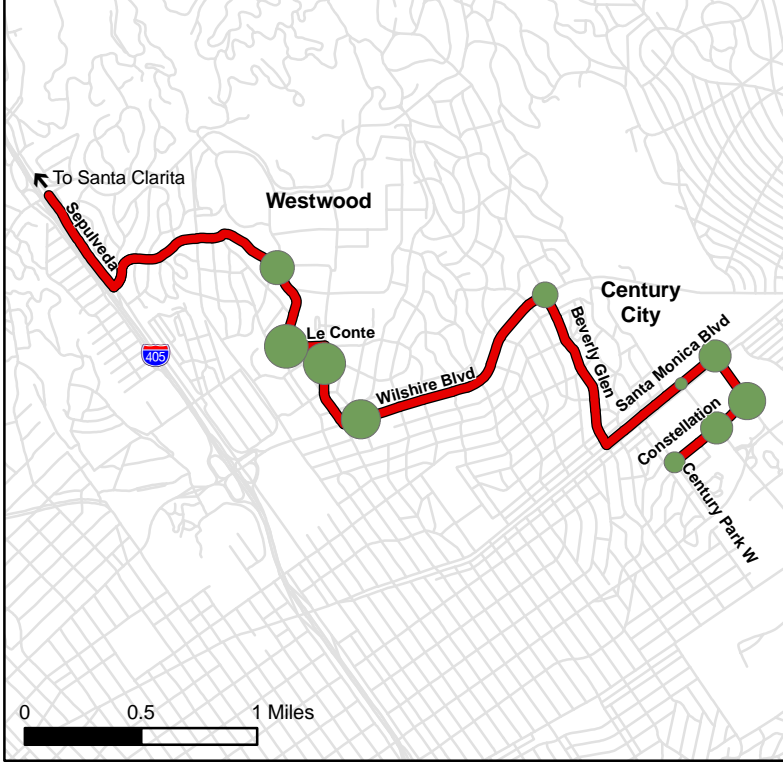 To Santa Clarita
Sepulveda
Westwood
Century
City
Le Conte
405
Beverly Glen
Santa Monica Blvd
Wilshire Blvd
Constellation
Century Park W
0 0.5 1 Miles